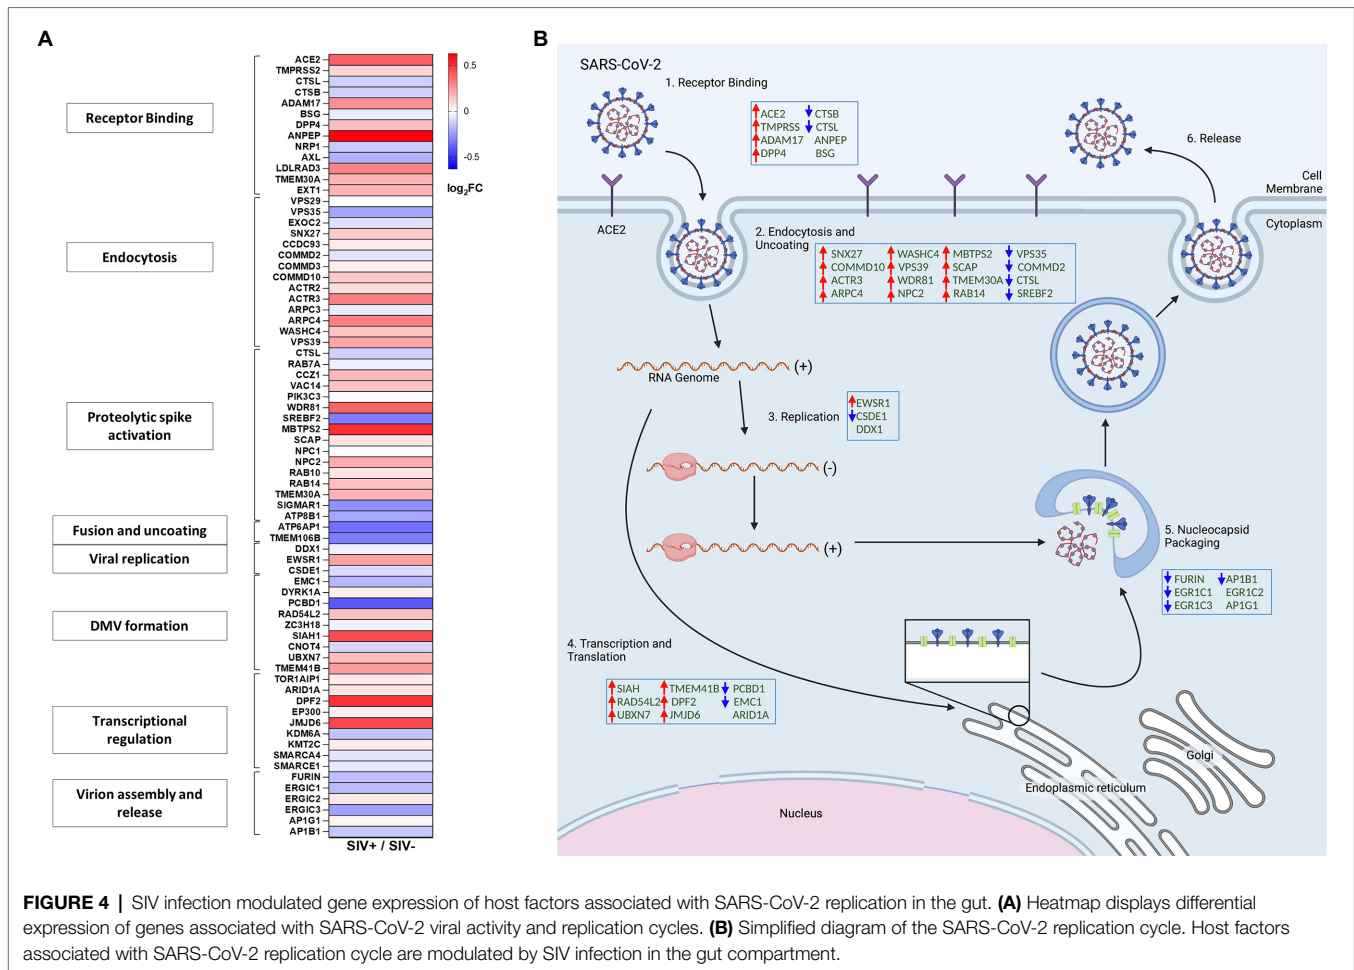 A
Receptor Binding
Endocytosis
Proteolytic spike
activation
Fusion and uncoating
Viral replication
DMV formation
Transcriptional
regulation
Virion assembly and
release
ACE2
TMPRSS2
CTSL
CTSB
ADAM17
BSG
DPP4
ANPEP
NRP1
AXL
LDLRAD3
TMEM30A
EXT1
VPS29
VPS35
EXOC2
SNX27
CCDC93
COMMD2
COMMD3
COMMD10
ACTR2
ACTR3
ARPC3
ARPC4
WASHC4
VPS39
CTSL
RAB7A
CCZ1
VAC14
PIK3C3
WDR81
SREBF2
MBTPS2
SCAP
NPC1
NPC2
RAB10
RAB14
TMEM30A
SIGMAR1
ATP8B1
ATP6AP1
TMEM106B
DDX1
EWSR1
CSDE1
EMC1
DYRK1A
PCBD1
RAD54L2
ZC3H18
SIAH1
CNOT4
UBXN7
TMEM41B
TOR1AIP1
ARID1A
DPF2
EP300
JMJD6
KDM6A
KMT2C
SMARCA4
SMARCE1
FURIN
ERGIC1
ERGIC2
ERGIC3
AP1G1
AP1B1
SIV+ / SIV-
0.5
0
-0.5
log2FC
B
SARS-CoV-2
1. Receptor Binding
ACE2 CTSB
TMPRSS CTSL
ADAM17 ANPEP
DPP4 BSG
6. Release
Cell
Membrane
Cytoplasm
ACE2
2. Endocytosis and
Uncoating
SNX27 WASHC4 MBTPS2 VPS35
COMMD10 VPS39 SCAP COMMD2
ACTR3 WDR81 TMEM30A CTSL
ARPC4 NPC2 RAB14 SREBF2
RNA Genome
(+)
3. Replication
EWSR1
CSDE1
DDX1
(-)
(+)
5. Nucleocapsid
Packaging
FURIN AP1B1
EGR1C1 EGR1C2
EGR1C3 AP1G1
4. Transcription and
Translation
SIAH TMEM41B PCBD1
RAD54L2 DPF2 EMC1
UBXN7 JMJD6 ARID1A
Golgi
Endoplasmic reticulum
Nucleus
FIGURE 4 | SIV infection modulated gene expression of host factors associated with SARS-CoV-2 replication in the gut. (A) Heatmap displays differential
expression of genes associated with SARS-CoV-2 viral activity and replication cycles. (B) Simplified diagram of the SARS-CoV-2 replication cycle. Host factors
associated with SARS-CoV-2 replication cycle are modulated by SIV infection in the gut compartment.